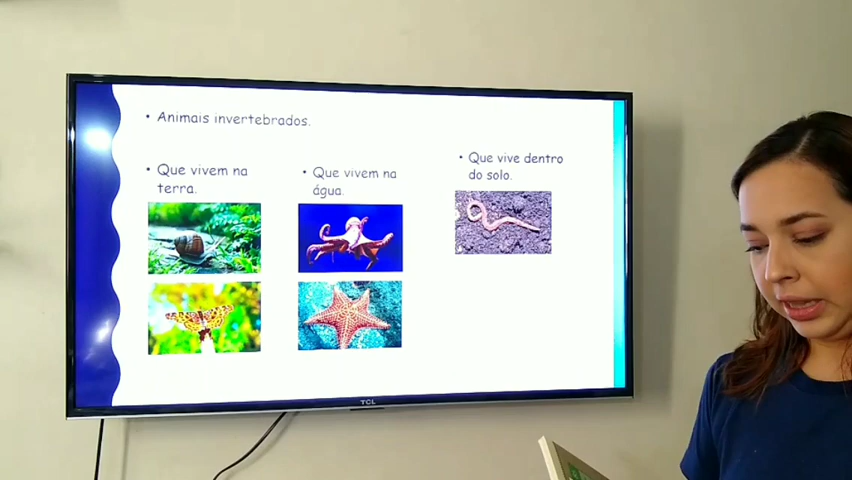 • Animais invertebrados.
• Que vivem na
terra.
• Que vivem na
água.
• Que vive dentro
do solo.
TCL